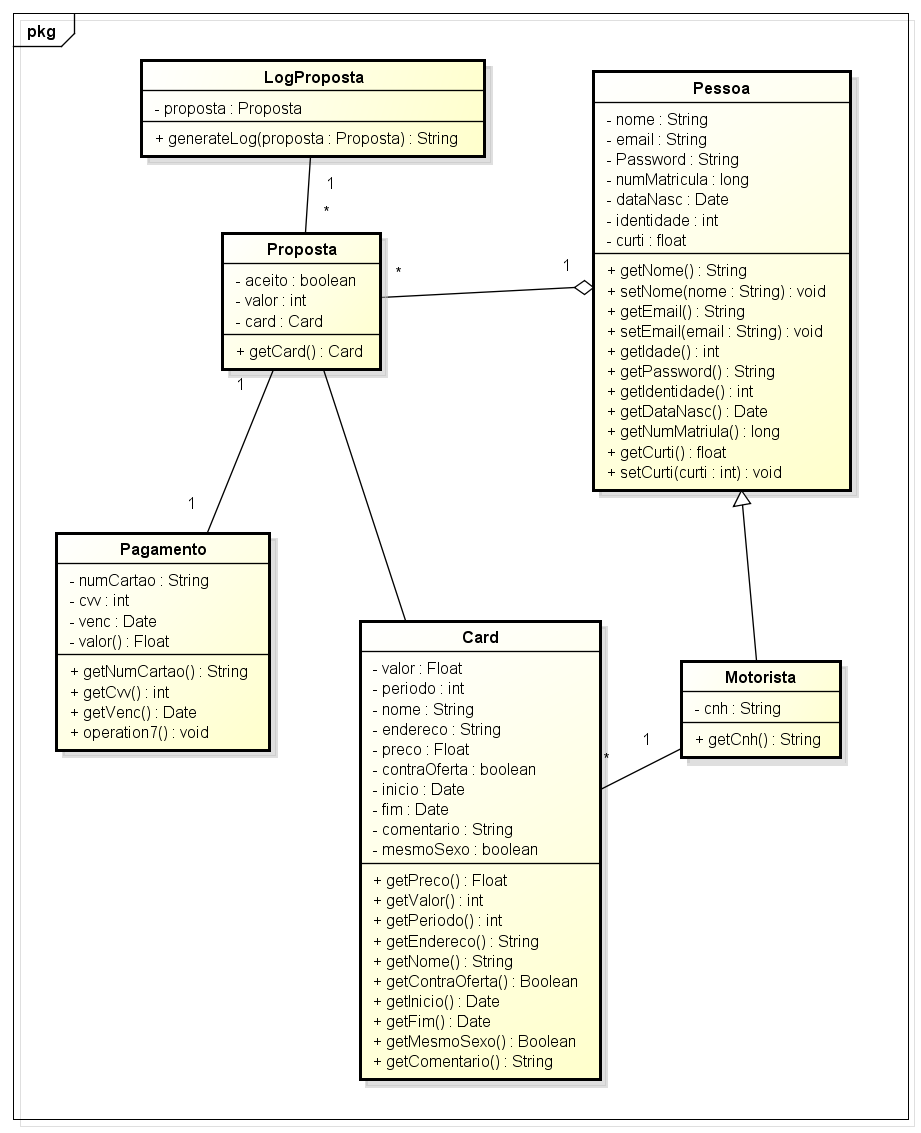 pkg
LogProposta
- proposta : Proposta
+ generateLog(proposta : Proposta) : String
1
*
Proposta
- aceito : boolean
- valor : int
- card : Card
+ getCard() : Card
*
1
Pessoa
- nome : String
- email : String
- Password : String
- numMatricula : long
- dataNasc : Date
- identidade : int
- curti : float
+ getNome() : String
+ setNome(nome : String) : void
+ getEmail() : String
+ setEmail(email : String) : void
+ getIdade() : int
+ getPassword() : String
+ getIdentidade() : int
+ getDataNasc() : Date
+ getNumMatriula() : long
+ getCurti() : float
+ setCurti(curti : int) : void
1
1
Pagamento
- numCartao : String
- cvv : int
- venc : Date
- valor() : Float
+ getNumCartao() : String
+ getCvv() : int
+ getVenc() : Date
+ operation7() : void
Card
- valor : Float
- periodo : int
- nome : String
- endereco : String
- preco : Float
- contraOferta : boolean
- inicio : Date
- fim : Date
- comentario : String
- mesmoSexo : boolean
+ getPreco() : Float
+ getValor() : int
+ getPeriodo() : int
+ getEndereco() : String
+ getNome() : String
+ getContraOferta() : Boolean
+ getInicio() : Date
+ getFim() : Date
+ getMesmoSexo() : Boolean
+ getComentario() : String
*
1
Motorista
- cnh : String
+ getCnh() : String